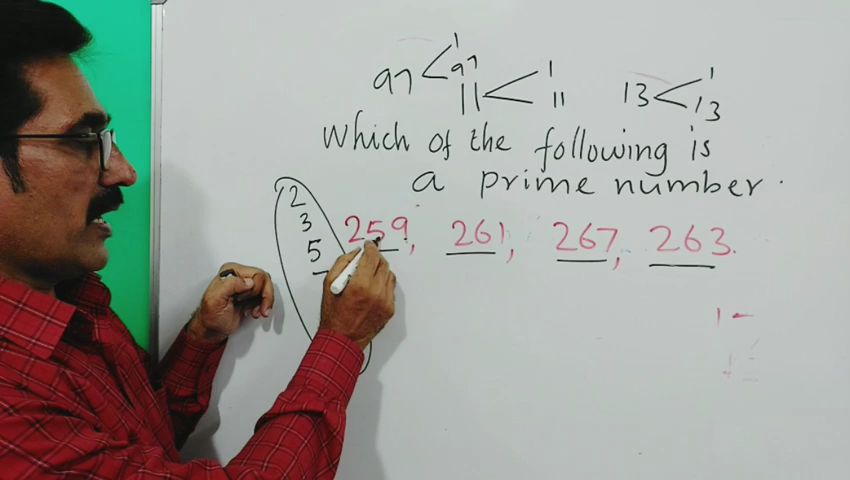 97 < 1 97 11 < 1 11 13 < 1 13
Which of the following is
a prime number.
2
3
5
259, 261, 267, 263.